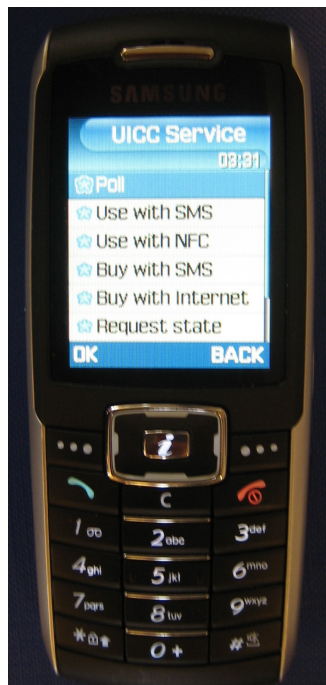 SAMSUNG
UICC Service
03:31
Poll
Use with SMS
Use with NFC
Buy with SMS
Buy with Internet
Request state
OK BACK
i
C
1
2abc
3def
4ghi
5jkl
6mno
7pqrs
8tuv
9wxyz
*
0+
#